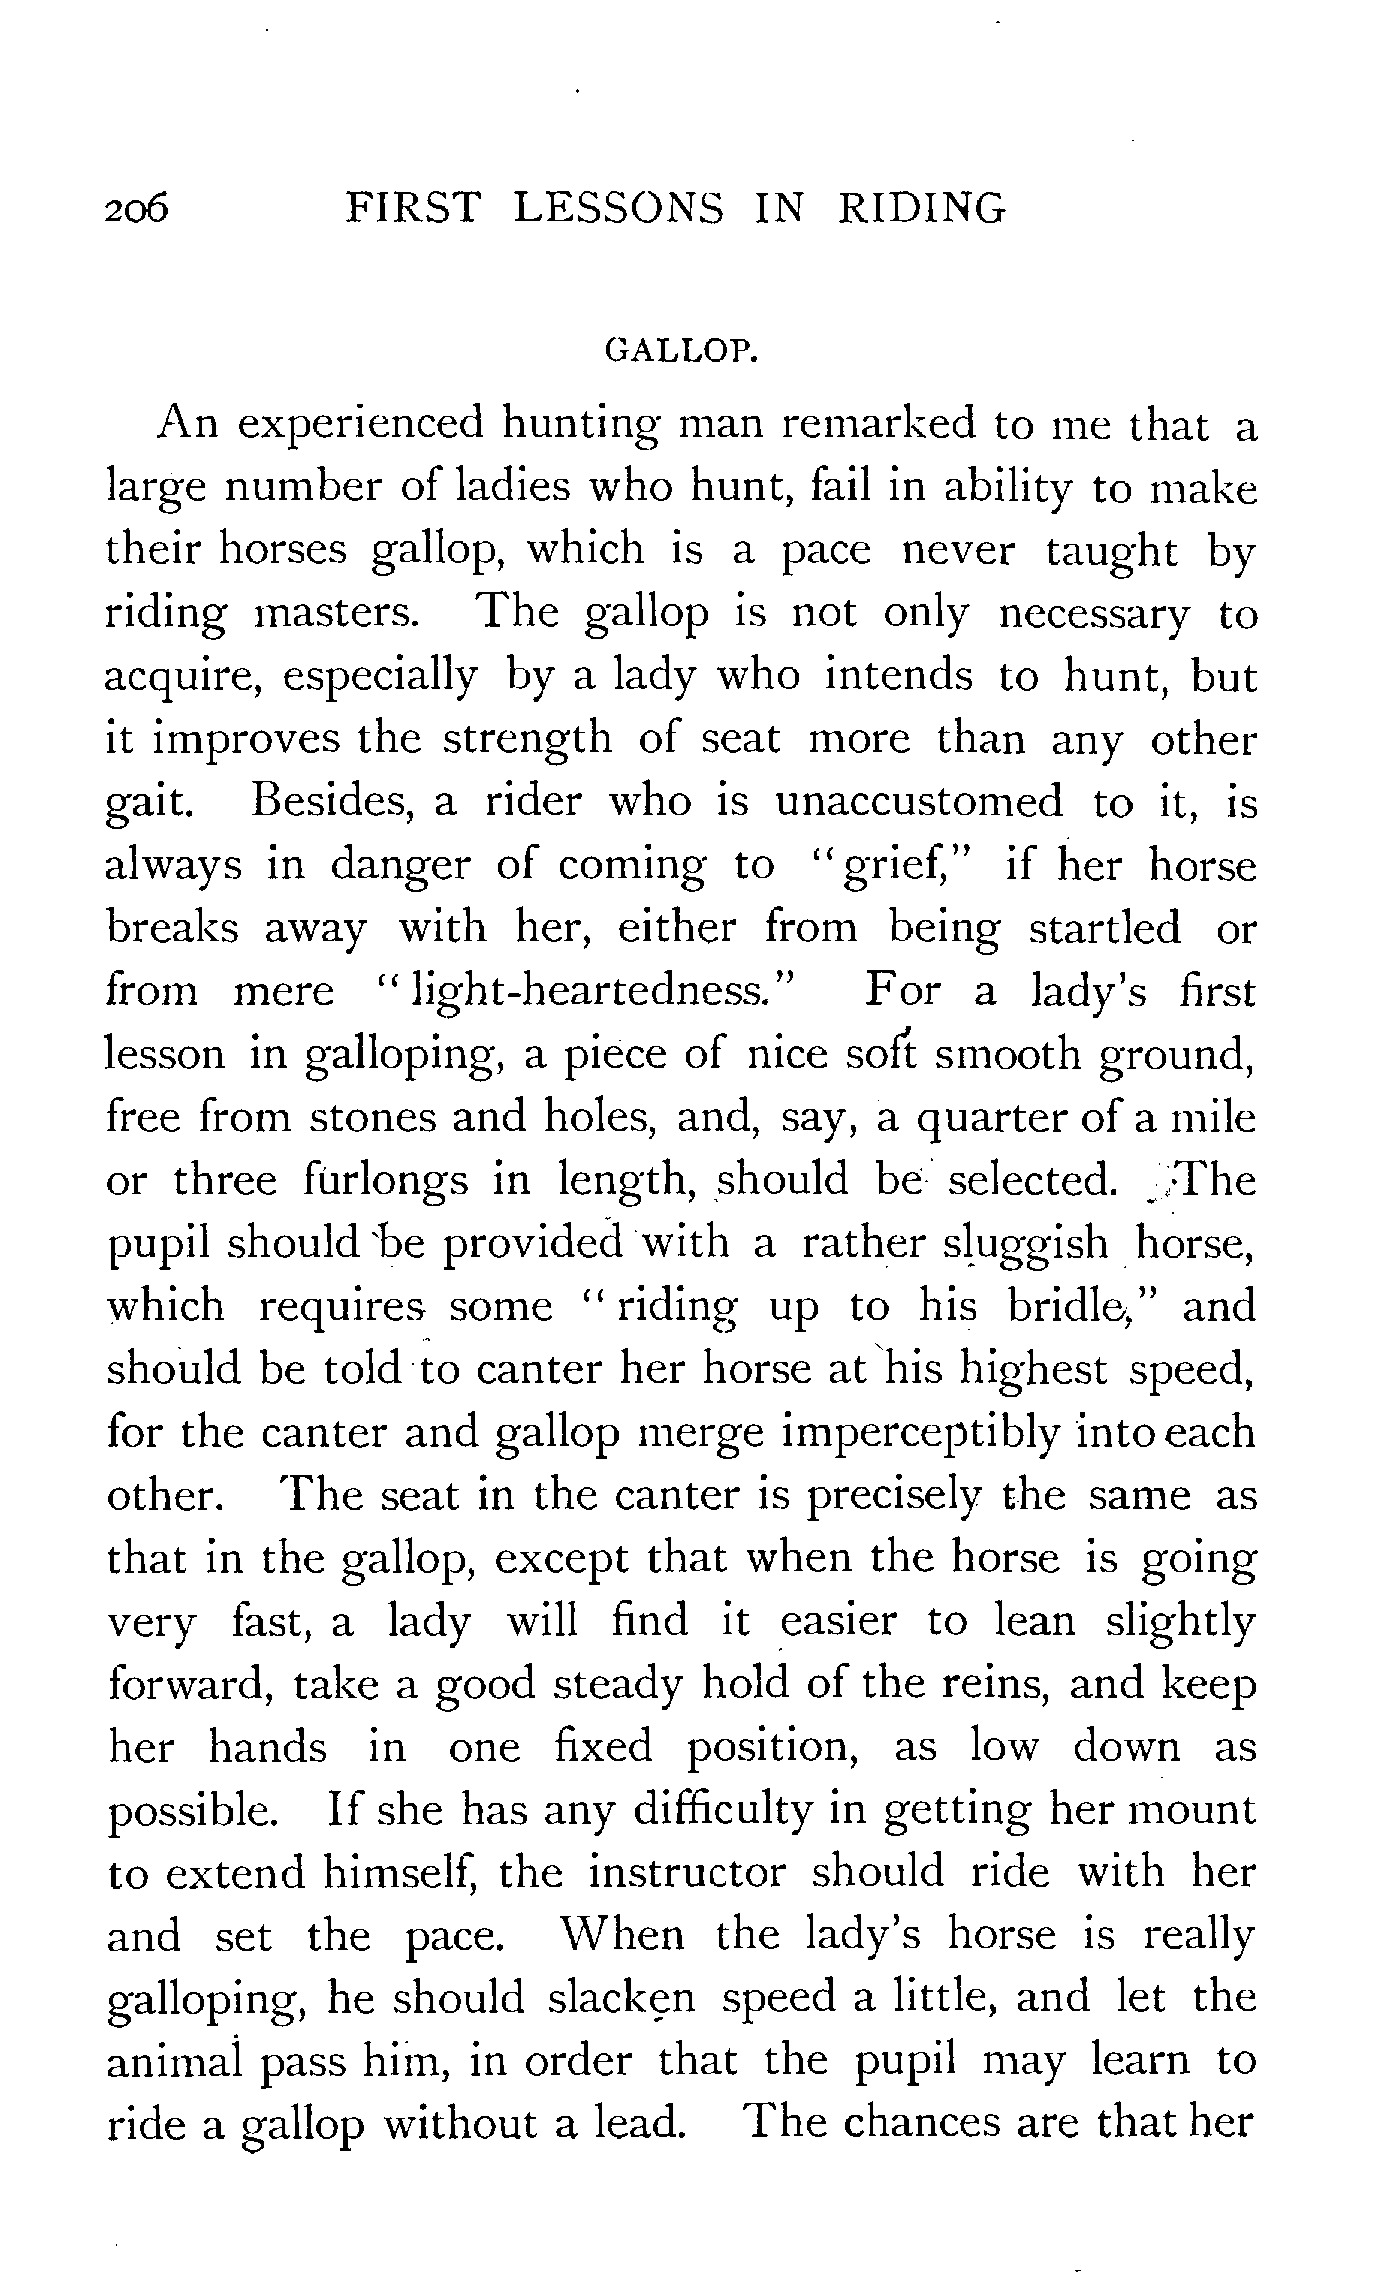 206 FIRST LESSONS IN RIDING
GALLOP.
An experienced hunting man remarked to me that a
large number of ladies who hunt, fail in ability to make
their horses gallop, which is a pace never taught by
riding masters. The gallop is not only necessary to
acquire, especially by a lady who intends to hunt, but
it improves the strength of seat more than any other
gait. Besides, a rider who is unaccustomed to it, is
always in danger of coming to “grief,” if her horse
breaks away with her, either from being startled or
from mere “light-heartedness.” For a lady’s first
lesson in galloping, a piece of nice soft smooth ground,
free from stones and holes, and, say, a quarter of a mile
or three furlongs in length, should be selected. The
pupil should be provided with a rather sluggish horse,
which requires some “riding up to his bridle,” and
should be told to canter her horse at his highest speed,
for the canter and gallop merge imperceptibly into each
other. The seat in the canter is precisely the same as
that in the gallop, except that when the horse is going
very fast, a lady will find it easier to lean slightly
forward, take a good steady hold of the reins, and keep
her hands in one fixed position, as low down as
possible. If she has any difficulty in getting her mount
to extend himself, the instructor should ride with her
and set the pace. When the lady’s horse is really
galloping, he should slacken speed a little, and let the
animal pass him, in order that the pupil may learn to
ride a gallop without a lead. The chances are that her